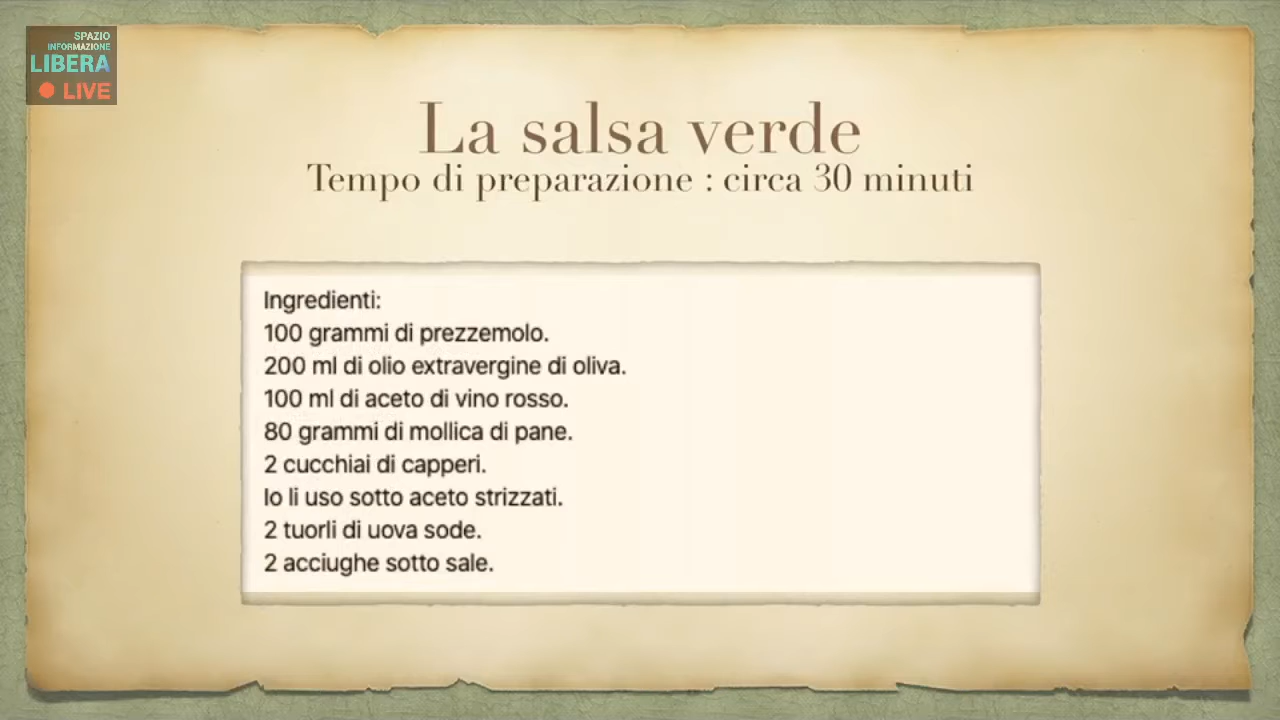 SPAZIO
INFORMAZIONE
LIBERA
LIVE
La salsa verde
Tempo di preparazione : circa 30 minuti
Ingredienti:
100 grammi di prezzemolo.
200 ml di olio extravergine di oliva.
100 ml di aceto di vino rosso.
80 grammi di mollica di pane.
2 cucchiai di capperi.
Io li uso sotto aceto strizzati.
2 tuorli di uova sode.
2 acciughe sotto sale.